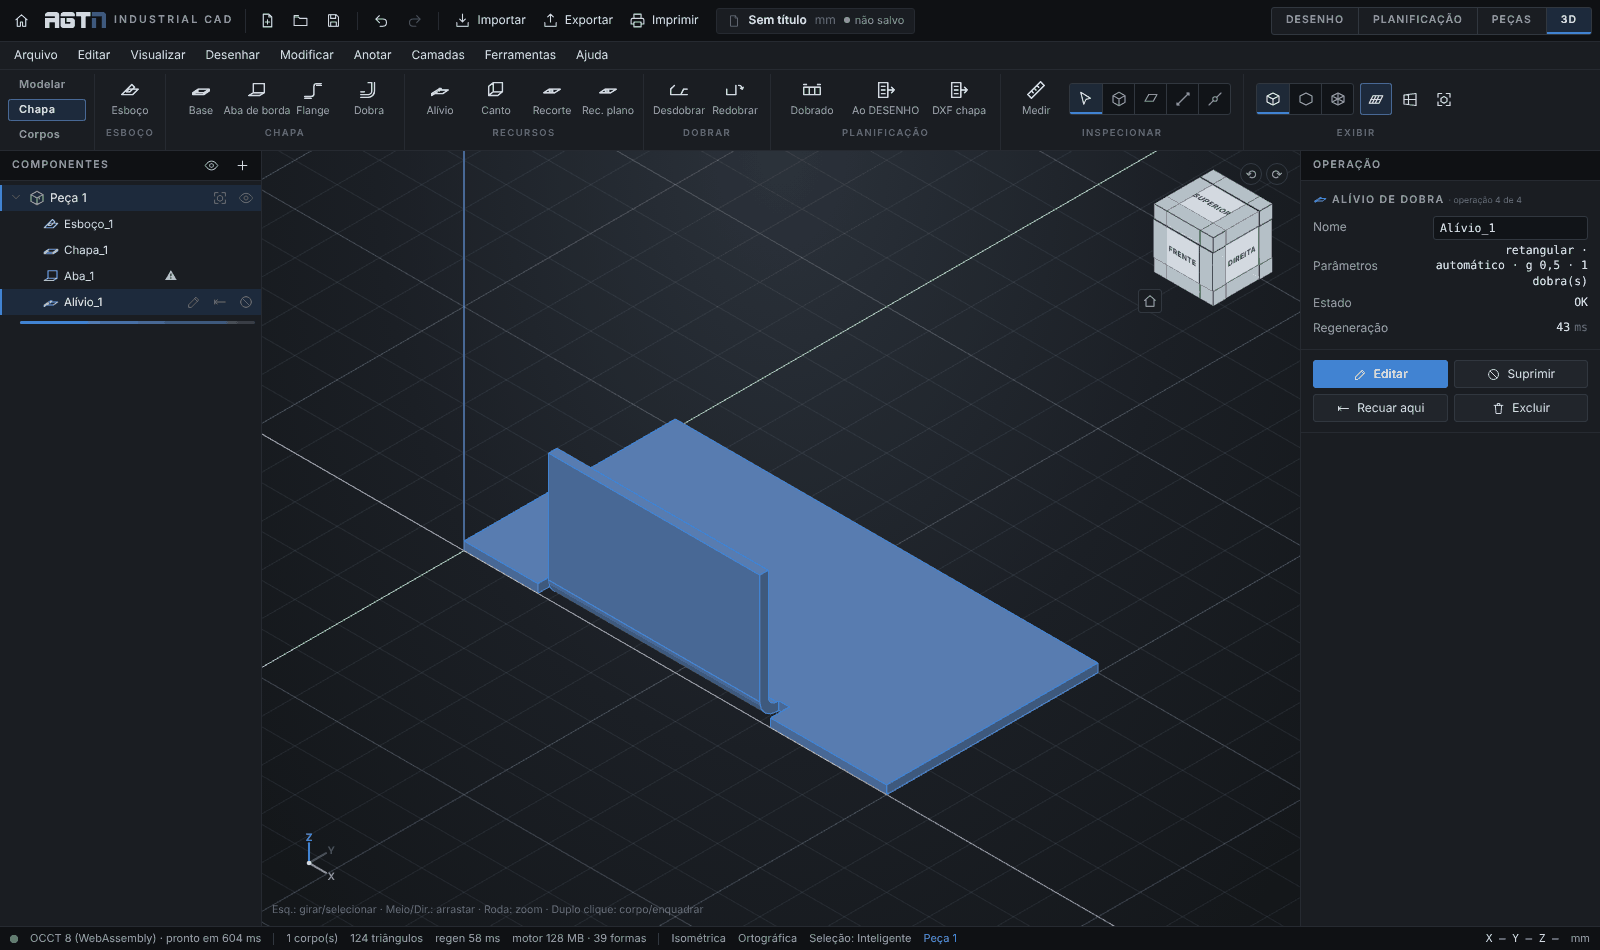 AGTM INDUSTRIAL CAD
Importar
Exportar
Imprimir
Sem título mm não salvo
DESENHO
PLANIFICAÇÃO
PEÇAS
3D
Arquivo
Editar
Visualizar
Desenhar
Modificar
Anotar
Camadas
Ferramentas
Ajuda
Modelar
Chapa
Corpos
Esboço
ESBOÇO
Base
Aba de borda
Flange
Dobra
CHAPA
Alívio
Canto
Recorte
Rec. plano
RECURSOS
Desdobrar
Redobrar
DOBRAR
Dobrado
Ao DESENHO
DXF chapa
PLANIFICAÇÃO
Medir
INSPECIONAR
EXIBIR
COMPONENTES
Peça 1
Esboço_1
Chapa_1
Aba_1
Alívio_1
SUPERIOR
FRENTE
DIREITA
Z
Y
X
Esq.: girar/selecionar · Meio/Dir.: arrastar · Roda: zoom · Duplo clique: corpo/enquadrar
OPERAÇÃO
ALÍVIO DE DOBRA · operação 4 de 4
Nome
Alívio_1
Parâmetros
retangular ·
automático · g 0,5 · 1
dobra(s)
Estado
OK
Regeneração
43 ms
Editar
Suprimir
Recuar aqui
Excluir
OCCT 8 (WebAssembly) · pronto em 604 ms
1 corpo(s)
124 triângulos
regen 58 ms
motor 128 MB · 39 formas
Isométrica
Ortográfica
Seleção: Inteligente
Peça 1
X – Y – Z – mm